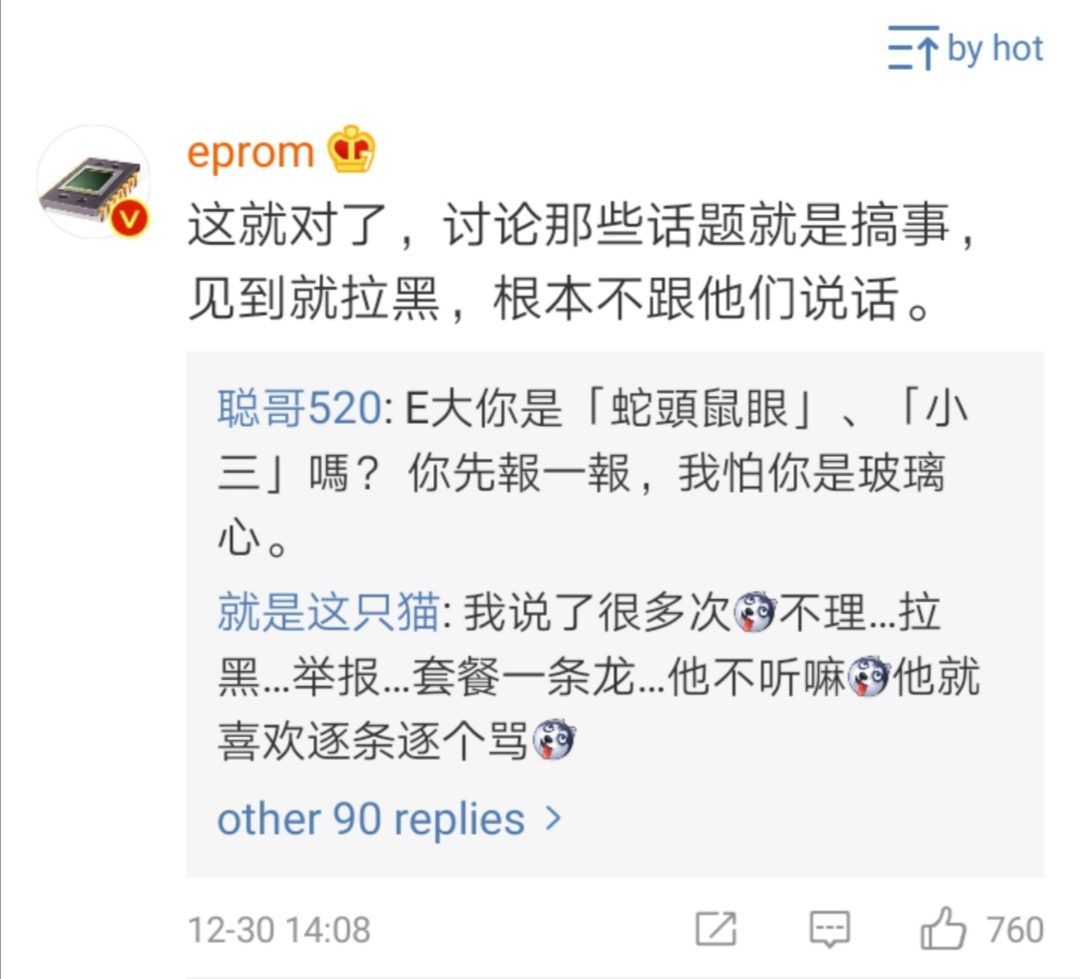 by hot
eprom
这就对了，讨论那些话题就是搞事，
见到就拉黑，根本不跟他们说话。
聪哥520: E大你是「蛇頭鼠眼」、「小
三」嗎？ 你先報一報，我怕你是玻璃
心。
就是这只猫: 我说了很多次不理...拉
黑...举报...套餐一条龙...他不听嘛他就
喜欢逐条逐个骂
other 90 replies >
12-30 14:08
760